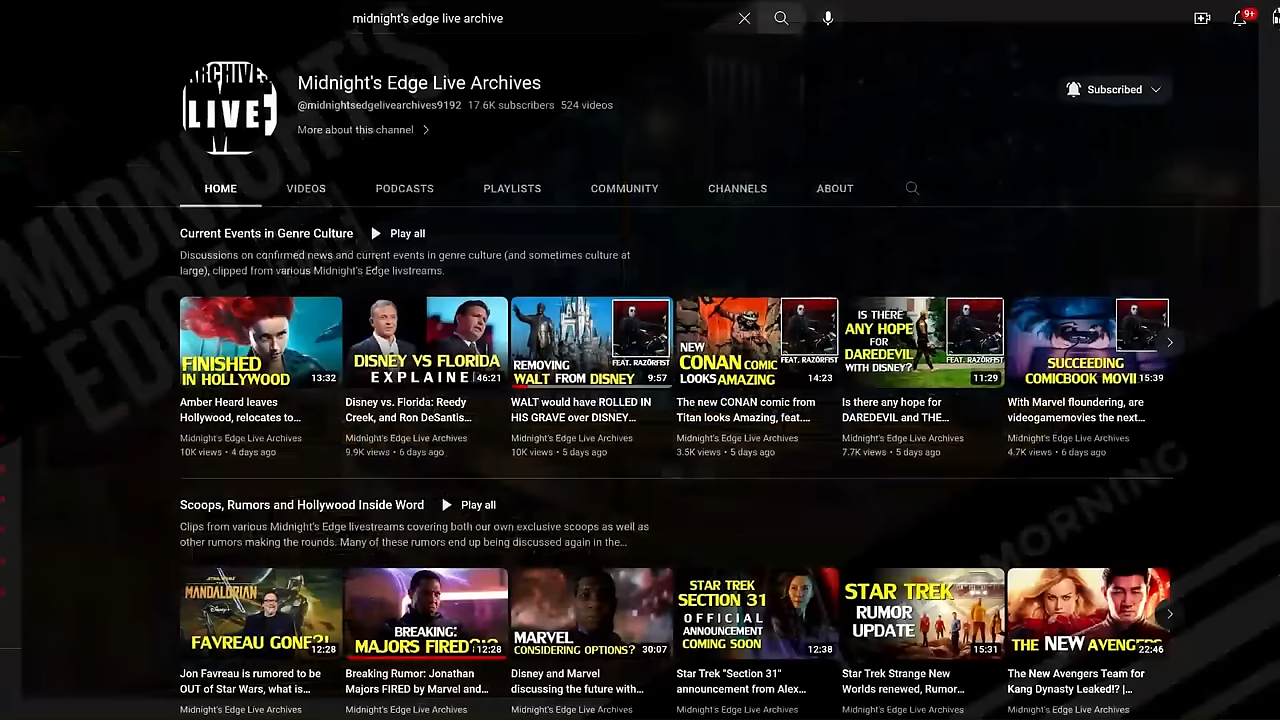 midnight's edge live archive
9+
ARCHIVES
LIVE
Midnight's Edge Live Archives
@midnightsedgelivearchives9192 17.6K subscribers 524 videos
More about this channel
Subscribed
MIDNIGHT'S
EDGE
MORNING
HOME VIDEOS PODCASTS PLAYLISTS COMMUNITY CHANNELS ABOUT
Current Events in Genre Culture Play all
Discussions on confirmed news and current events in genre culture (and sometimes culture at
large), clipped from various Midnight's Edge livestreams.
FINISHED
IN HOLLYWOOD 13:32
DISNEY VS FLORIDA
EXPLAINE 46:21
REMOVING
WALT FROM DISNEY
FEAT. RAZÖRFIST
9:57
NEW
CONAN COMIC
LOOKS AMAZING
FEAT. RAZÖRFIST
14:23
IS THERE
ANY HOPE
FOR
DAREDEVIL
WITH DISNEY?
FEAT. RAZÖRFIST
11:29
SUCCEEDING
COMICBOOK MOVII 15:39
Amber Heard leaves
Hollywood, relocates to…
Midnight's Edge Live Archives
10K views • 4 days ago
Disney vs. Florida: Reedy
Creek, and Ron DeSantis…
Midnight's Edge Live Archives
9.9K views • 6 days ago
WALT would have ROLLED IN
HIS GRAVE over DISNEY…
Midnight's Edge Live Archives
10K views • 5 days ago
The new CONAN comic from
Titan looks Amazing, feat.…
Midnight's Edge Live Archives
3.5K views • 5 days ago
Is there any hope for
DAREDEVIL and THE…
Midnight's Edge Live Archives
7.7K views • 5 days ago
With Marvel floundering, are
videogamemovies the next…
Midnight's Edge Live Archives
4.7K views • 6 days ago
Scoops, Rumors and Hollywood Inside Word Play all
Clips from various Midnight's Edge livestreams covering both our own exclusive scoops as well as
other rumors making the rounds. Many of these rumors end up being discussed again in the…
STAR WARS
THE
MANDALORIAN
Disney+
FAVREAU GONE?!
12:28
BREAKING:
MAJORS FIRED?!?
12:28
MARVEL
CONSIDERING OPTIONS? 30:07
STAR TREK
SECTION 31
OFFICIAL
ANNOUNCEMENT
COMING SOON 12:38
STAR TREK
RUMOR
UPDATE
15:31
THE NEW AVENGERS
22:46
Jon Favreau is rumored to be
OUT of Star Wars, what is…
Midnight's Edge Live Archives
Breaking Rumor: Jonathan
Majors FIRED by Marvel and…
Midnight's Edge Live Archives
Disney and Marvel
discussing the future with…
Midnight's Edge Live Archives
Star Trek "Section 31"
announcement from Alex…
Midnight's Edge Live Archives
Star Trek Strange New
Worlds renewed, Rumor…
Midnight's Edge Live Archives
The New Avengers Team for
Kang Dynasty Leaked!? |…
Midnight's Edge Live Archives